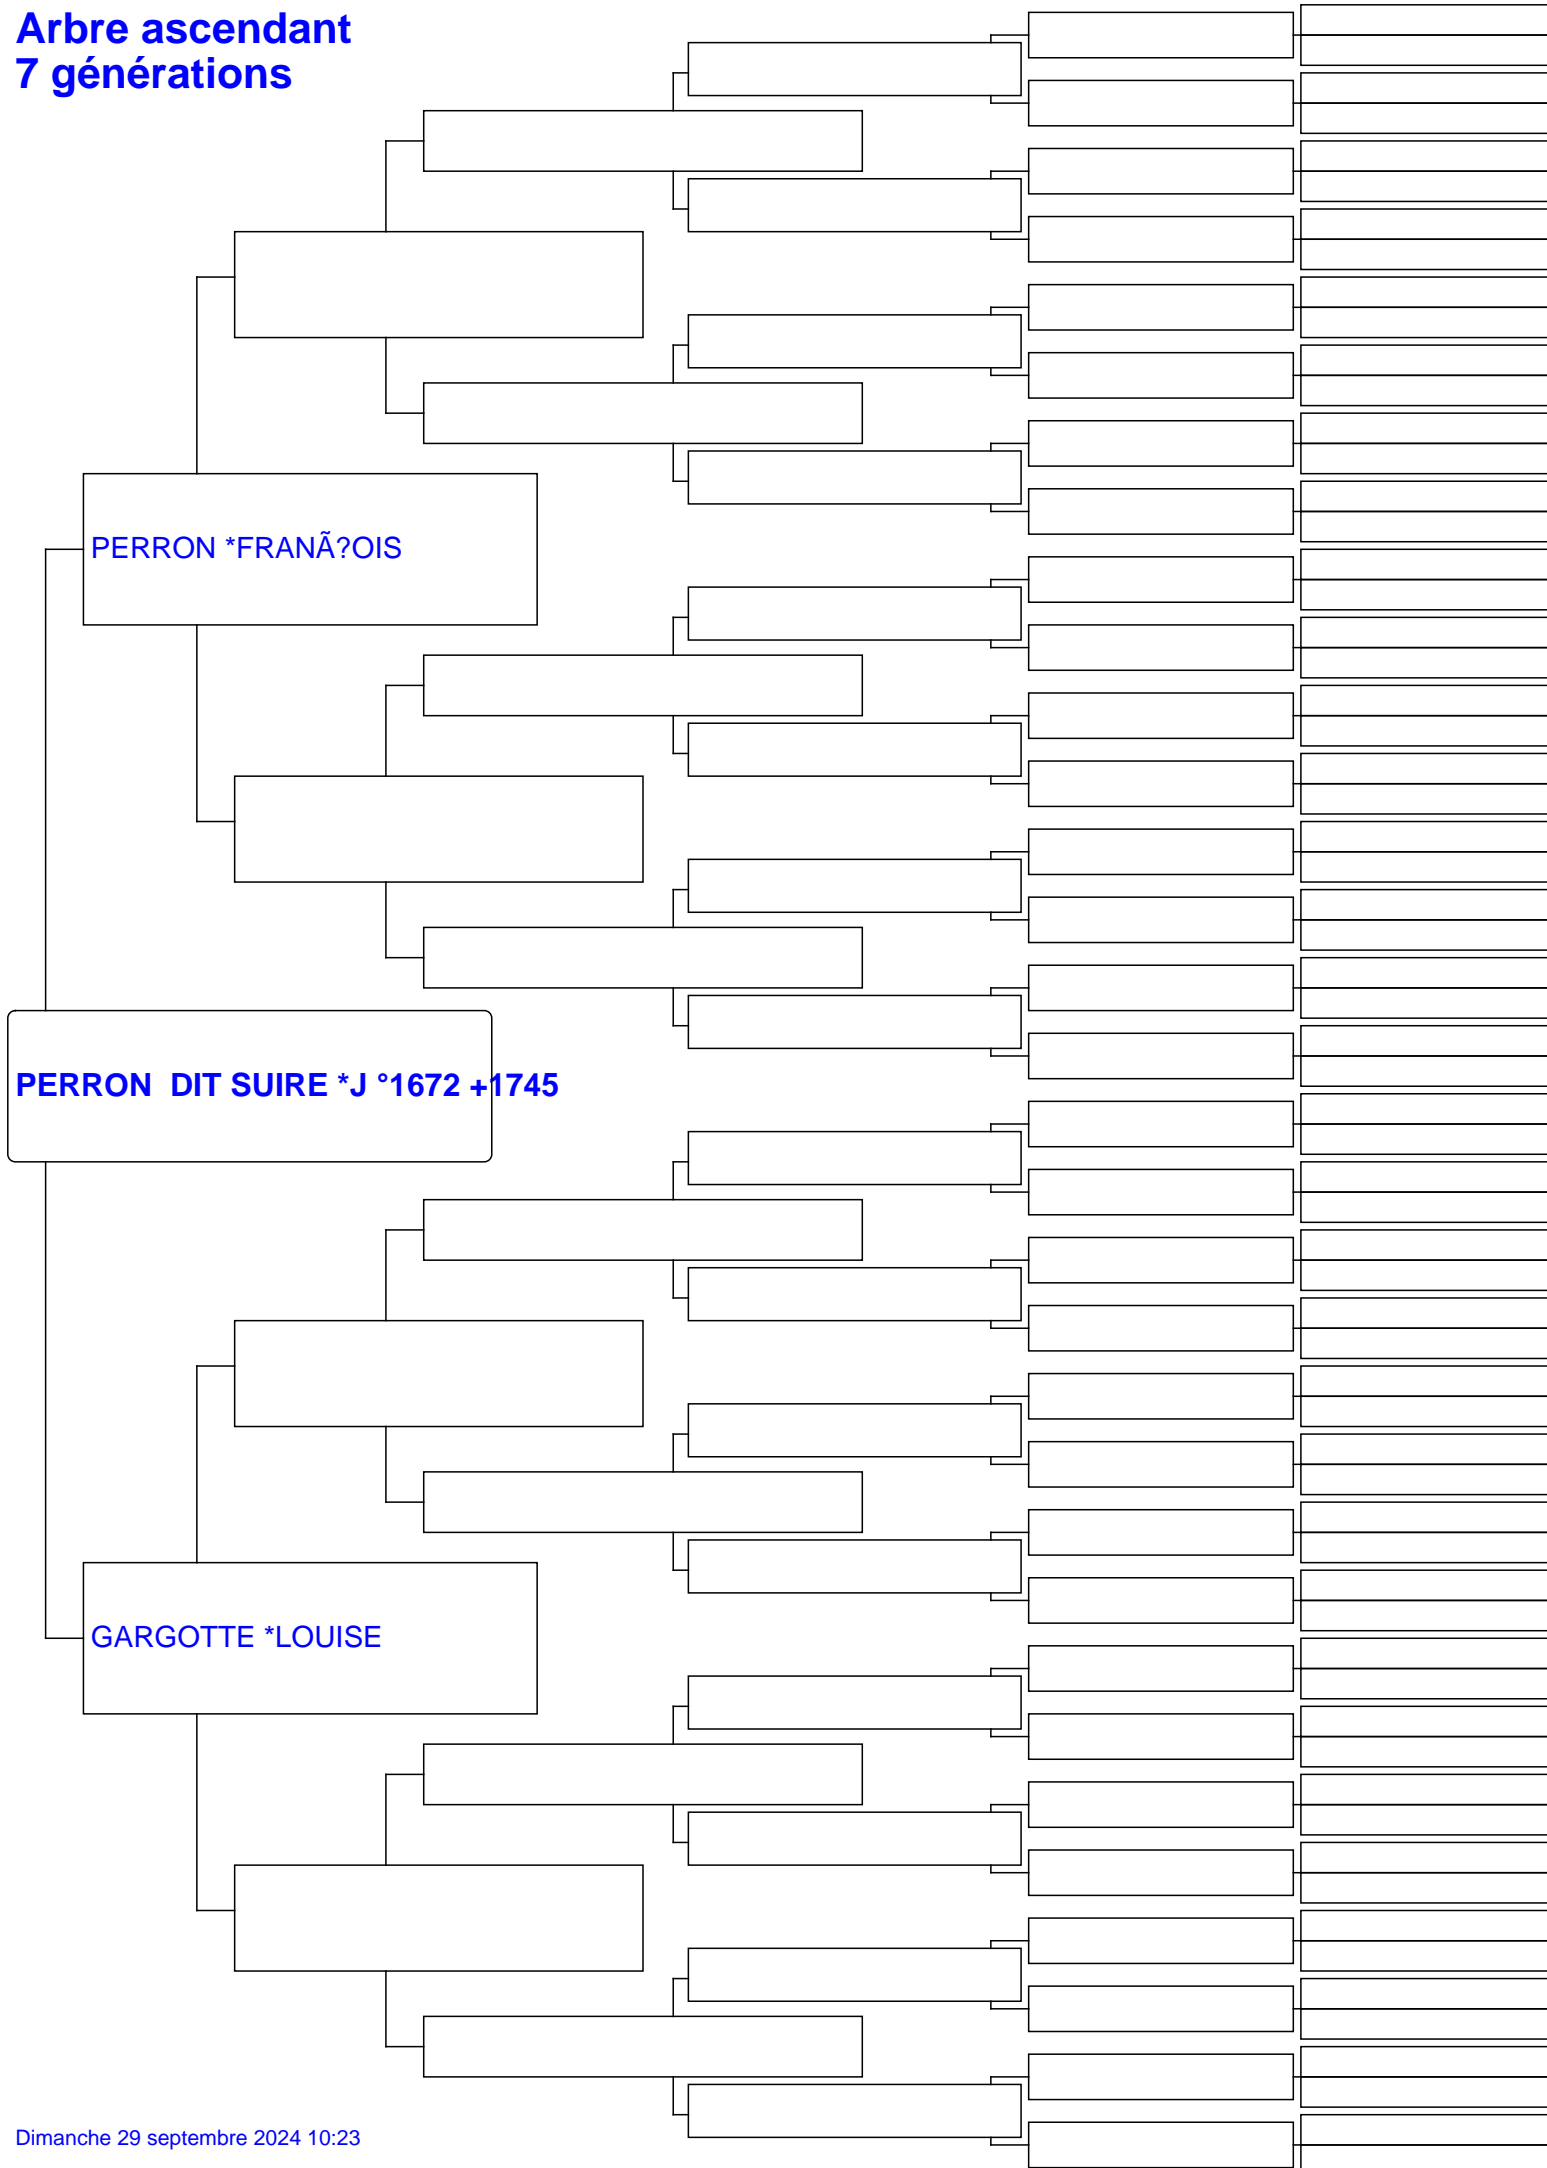 Arbre ascendant
7 générations
PERRON *FRANÃ?OIS
PERRON  DIT SUIRE *J °1672 +1745
GARGOTTE *LOUISE
Dimanche 29 septembre 2024 10:23